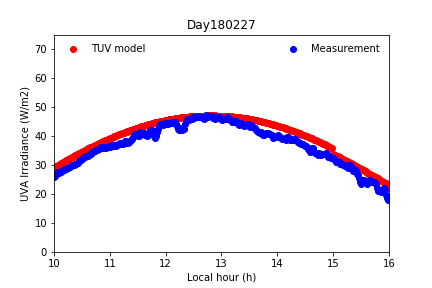 Day180227
TUV model
Measurement
UVA Irradiance (W/m2)
70
60
50
40
30
20
10
0
10 11 12 13 14 15 16
Local hour (h)